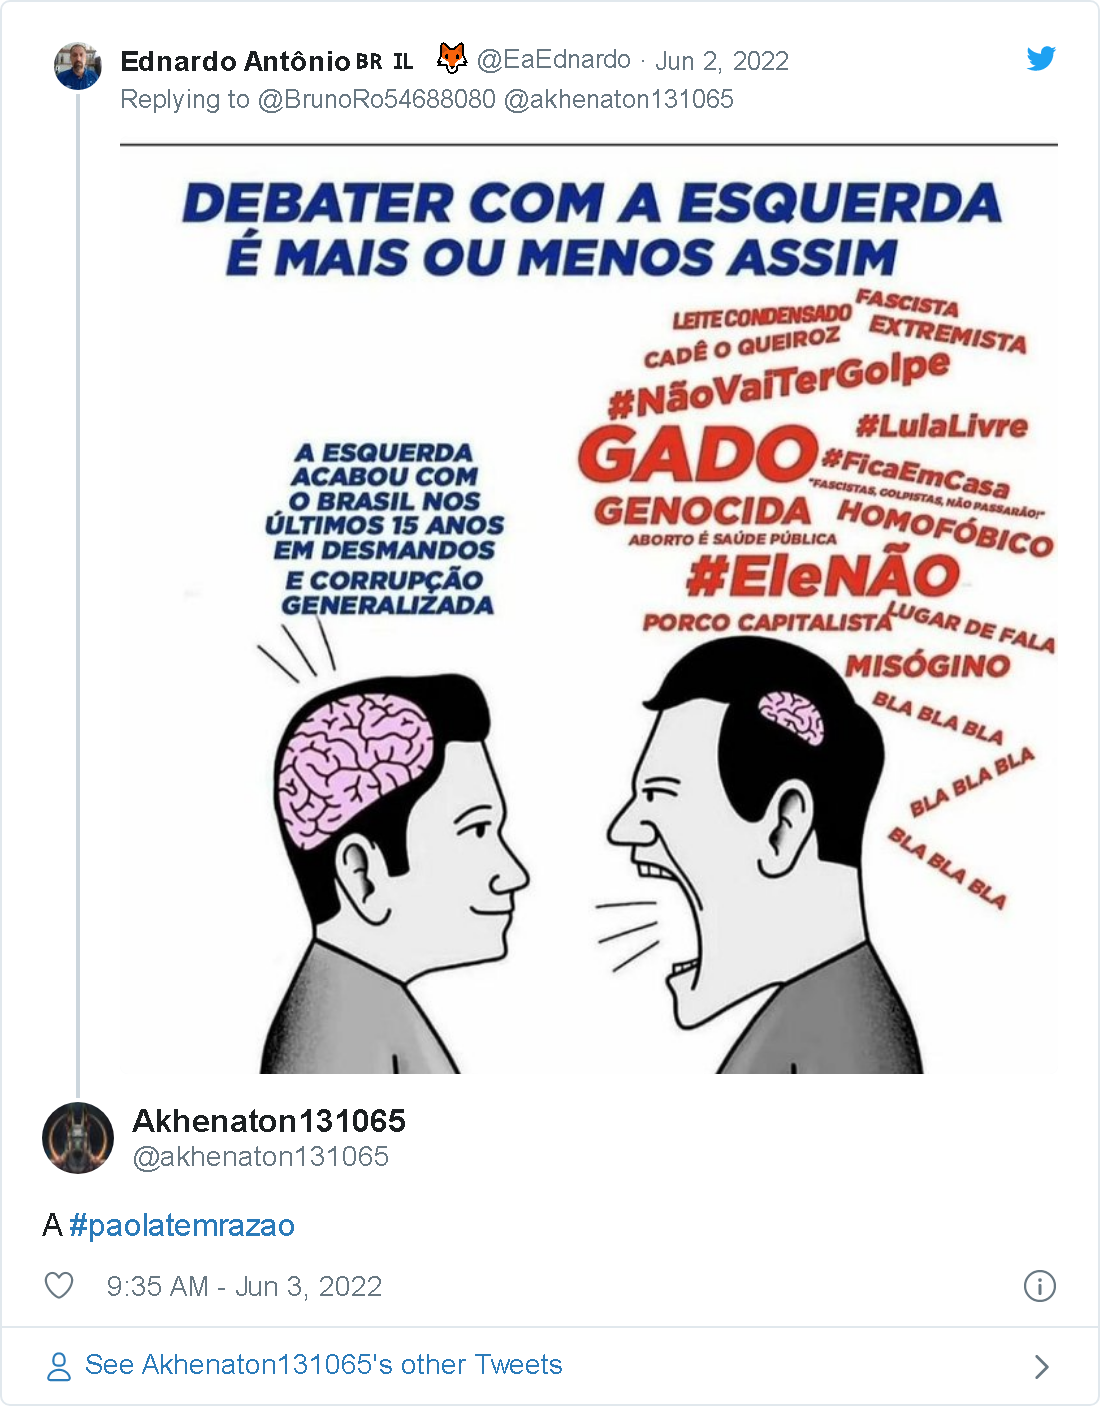 Ednardo Antônio BR IL 🦊 @EaEdnardo · Jun 2, 2022
Replying to @BrunoRo54688080 @akhenaton131065
DEBATER COM A ESQUERDA
É MAIS OU MENOS ASSIM
A ESQUERDA
ACABOU COM
O BRASIL NOS
ÚLTIMOS 15 ANOS
EM DESMANDOS
E CORRUPÇÃO
GENERALIZADA
LEITE CONDENSADO
FASCISTA
CADÊ O QUEIROZ
EXTREMISTA
#NãoVaiTerGolpe
#LulaLivre
GADO
#FicaEmCasa
"FASCISTAS, GOLPISTAS, NÃO PASSARÃO!"
GENOCIDA
HOMOFÓBICO
ABORTO É SAÚDE PÚBLICA
#EleNÃO
PORCO CAPITALISTA
LUGAR DE FALA
MISÓGINO
BLA BLA BLA
BLA BLA BLA
BLA BLA BLA
Akhenaton131065
@akhenaton131065
A #paolatemrazao
9:35 AM - Jun 3, 2022
See Akhenaton131065's other Tweets